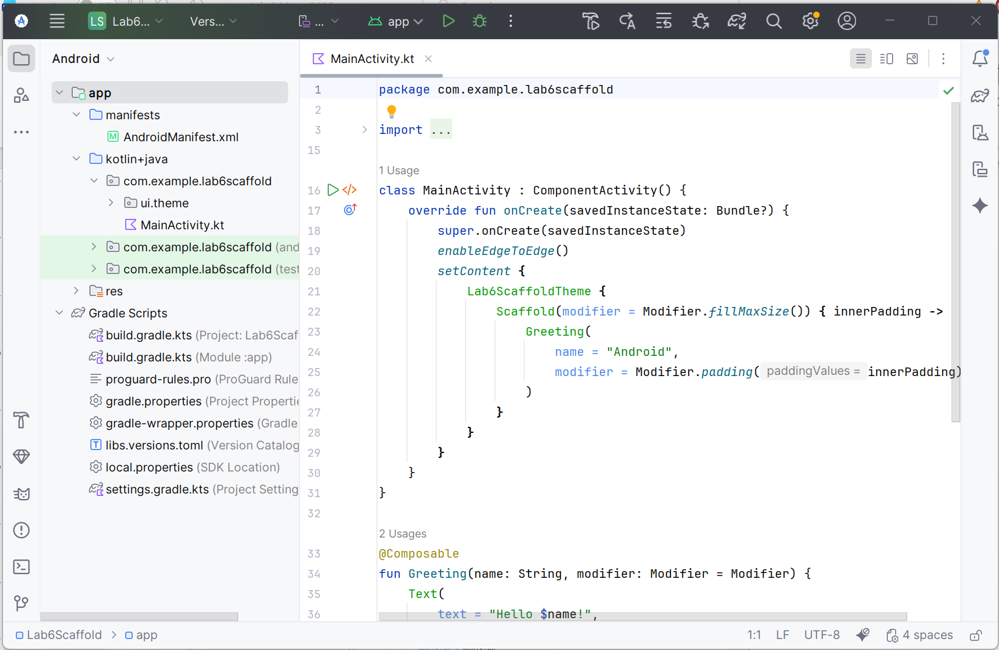 LS Lab6... Vers... ... app
Android
MainActivity.kt
app
manifests
AndroidManifest.xml
kotlin+java
com.example.lab6scaffold
ui.theme
MainActivity.kt
com.example.lab6scaffold (and
com.example.lab6scaffold (test
res
Gradle Scripts
build.gradle.kts (Project: Lab6Scaf
build.gradle.kts (Module :app)
proguard-rules.pro (ProGuard Rule
gradle.properties (Project Propertie
gradle-wrapper.properties (Gradle
libs.versions.toml (Version Catalog
local.properties (SDK Location)
settings.gradle.kts (Project Setting
1 package com.example.lab6scaffold
2
3 import ...
15
1 Usage
16 class MainActivity : ComponentActivity() {
17 override fun onCreate(savedInstanceState: Bundle?) {
18 super.onCreate(savedInstanceState)
19 enableEdgeToEdge()
20 setContent {
21 Lab6ScaffoldTheme {
22 Scaffold(modifier = Modifier.fillMaxSize()) { innerPadding ->
23 Greeting(
24 name = "Android",
25 modifier = Modifier.padding( paddingValues = innerPadding)
26 )
27 }
28 }
29 }
30 }
31 }
32
2 Usages
33 @Composable
34 fun Greeting(name: String, modifier: Modifier = Modifier) {
35 Text(
36 text = "Hello $name!",
Lab6Scaffold > app
1:1 LF UTF-8 4 spaces